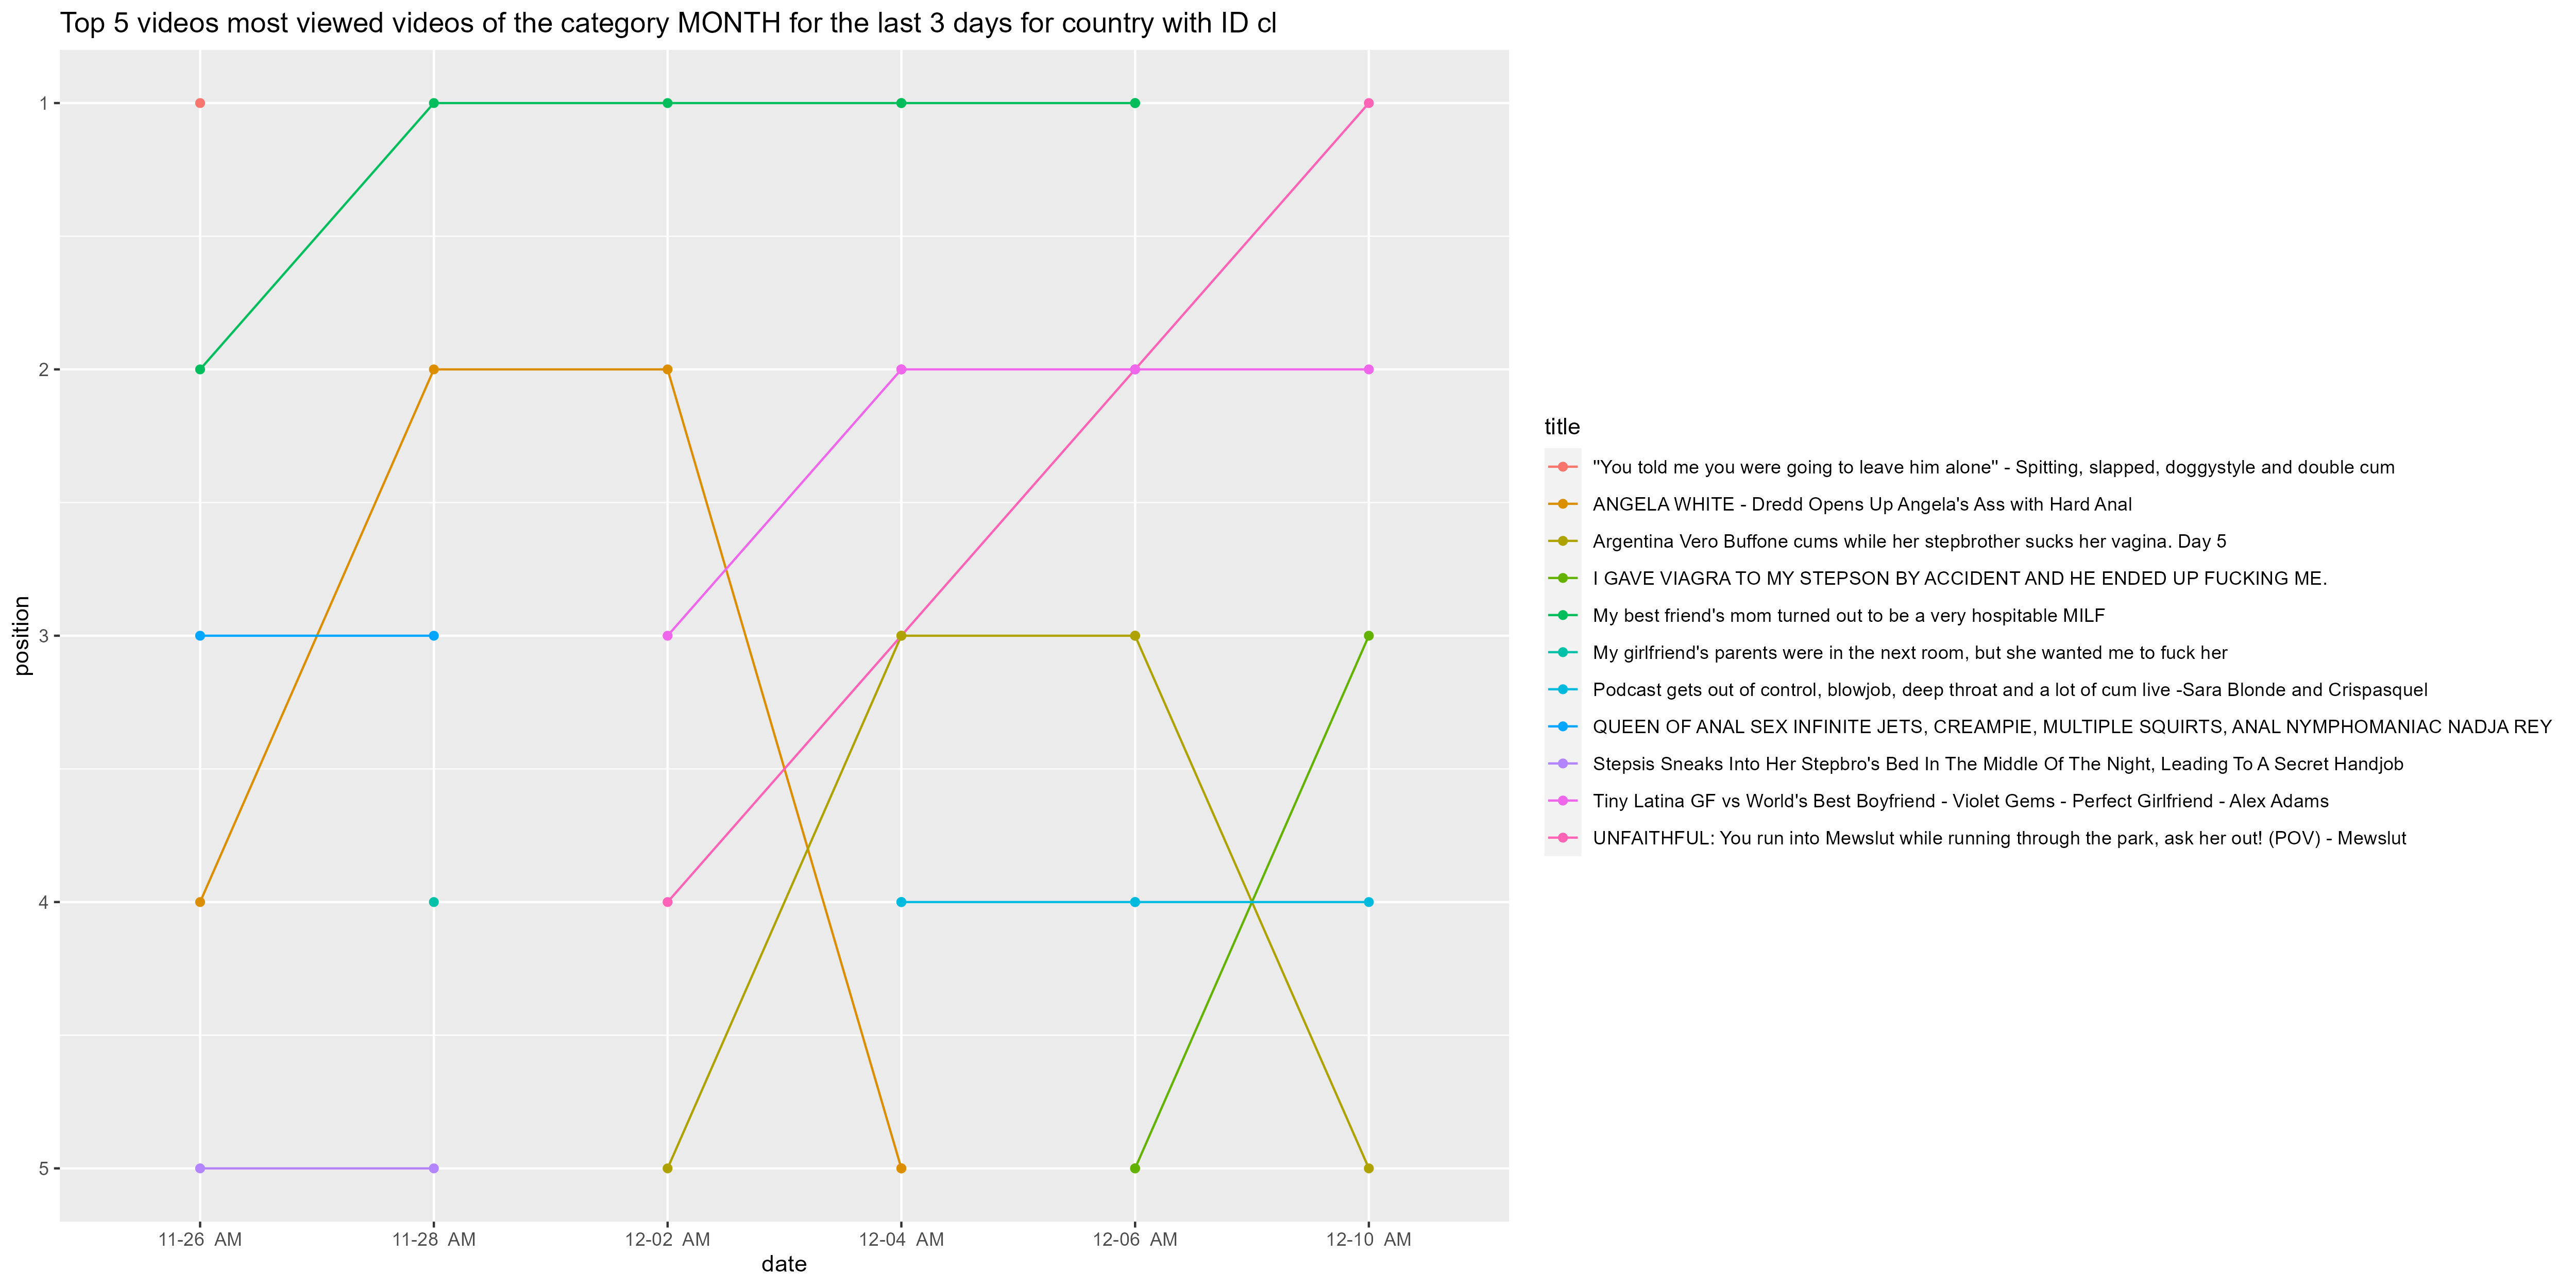 Top 5 videos most viewed videos of the category MONTH for the last 3 days for country with ID cl
position
1
2
3
4
5
11-26 AM
11-28 AM
12-02 AM
12-04 AM
12-06 AM
12-10 AM
date
title
"You told me you were going to leave him alone" - Spitting, slapped, doggystyle and double cum
ANGELA WHITE - Dredd Opens Up Angela's Ass with Hard Anal
Argentina Vero Buffone cums while her stepbrother sucks her vagina. Day 5
I GAVE VIAGRA TO MY STEPSON BY ACCIDENT AND HE ENDED UP FUCKING ME.
My best friend's mom turned out to be a very hospitable MILF
My girlfriend's parents were in the next room, but she wanted me to fuck her
Podcast gets out of control, blowjob, deep throat and a lot of cum live -Sara Blonde and Crispasquel
QUEEN OF ANAL SEX INFINITE JETS, CREAMPIE, MULTIPLE SQUIRTS, ANAL NYMPHOMANIAC NADJA REY
Stepsis Sneaks Into Her Stepbro's Bed In The Middle Of The Night, Leading To A Secret Handjob
Tiny Latina GF vs World's Best Boyfriend - Violet Gems - Perfect Girlfriend - Alex Adams
UNFAITHFUL: You run into Mewslut while running through the park, ask her out! (POV) - Mewslut